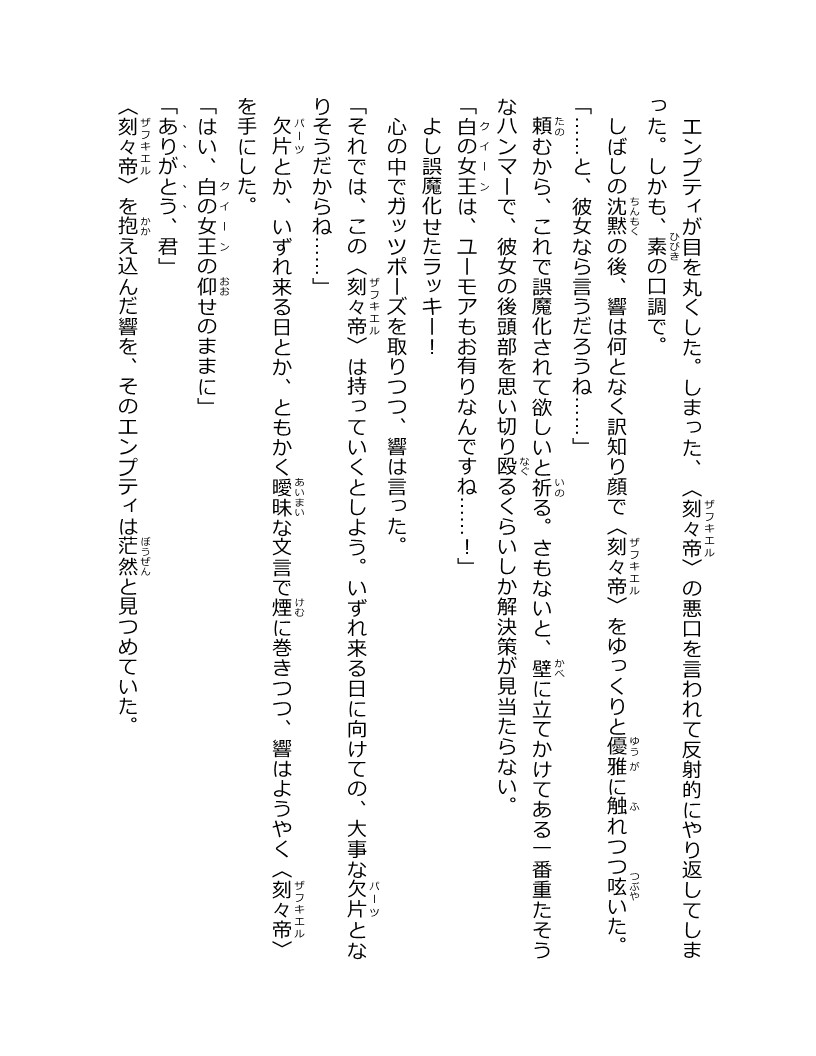 エンプティが目を丸くした。しまった、〈刻々帝〉の悪口を言われて反射的にやり返してしま
った。しかも、素の口調で。
しばしの沈黙の後、響は何となく訳知り顔で〈刻々帝〉をゆっくりと優雅に触れつつ呟いた。
「……と、彼女なら言うだろうね……」
頼むから、これで誤魔化されて欲しいと祈る。さもないと、壁に立てかけてある一番重たそう
なハンマーで、彼女の後頭部を思い切り殴るくらいしか解決策が見当たらない。
「白の女王は、ユーモアもお有りなんですね……！」
よし誤魔化せたラッキー！
心の中でガッツポーズを取りつつ、響は言った。
「それでは、この〈刻々帝〉は持っていくとしよう。いずれ来る日に向けての、大事な欠片とな
りそうだからね……」
欠片とか、いずれ来る日とか、ともかく曖昧な文言で煙に巻きつつ、響はようやく〈刻々帝〉
を手にした。
「はい、白の女王の仰せのままに」
「ありがとう、君」
〈刻々帝〉を抱え込んだ響を、そのエンプティは茫然と見つめていた。